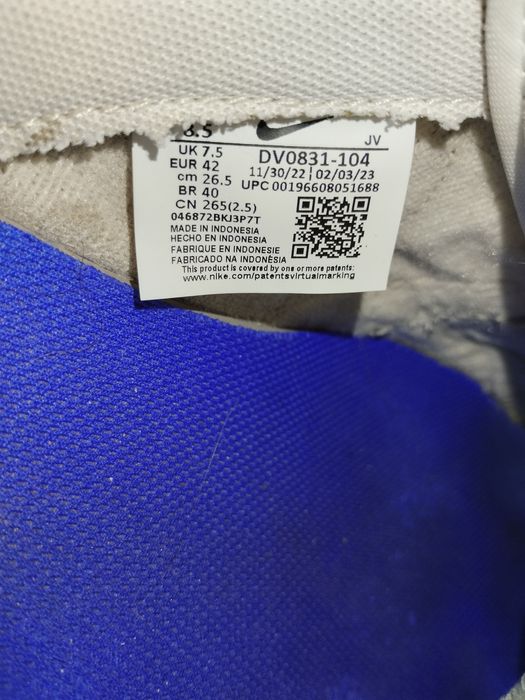 8.5
JV
UK 7.5
EUR 42
cm 26.5
BR 40
CN 265(2.5)
DV0831-104
11/30/22 | 02/03/23
UPC 00196608051688
046872BKJ3P7T
MADE IN INDONESIA
HECHO EN INDONESIA
FABRIQUE EN INDONESIE
FABRICADO NA INDONÉSIA
This product is covered by one or more patents:
www.nike.com/patentsvirtualmarking